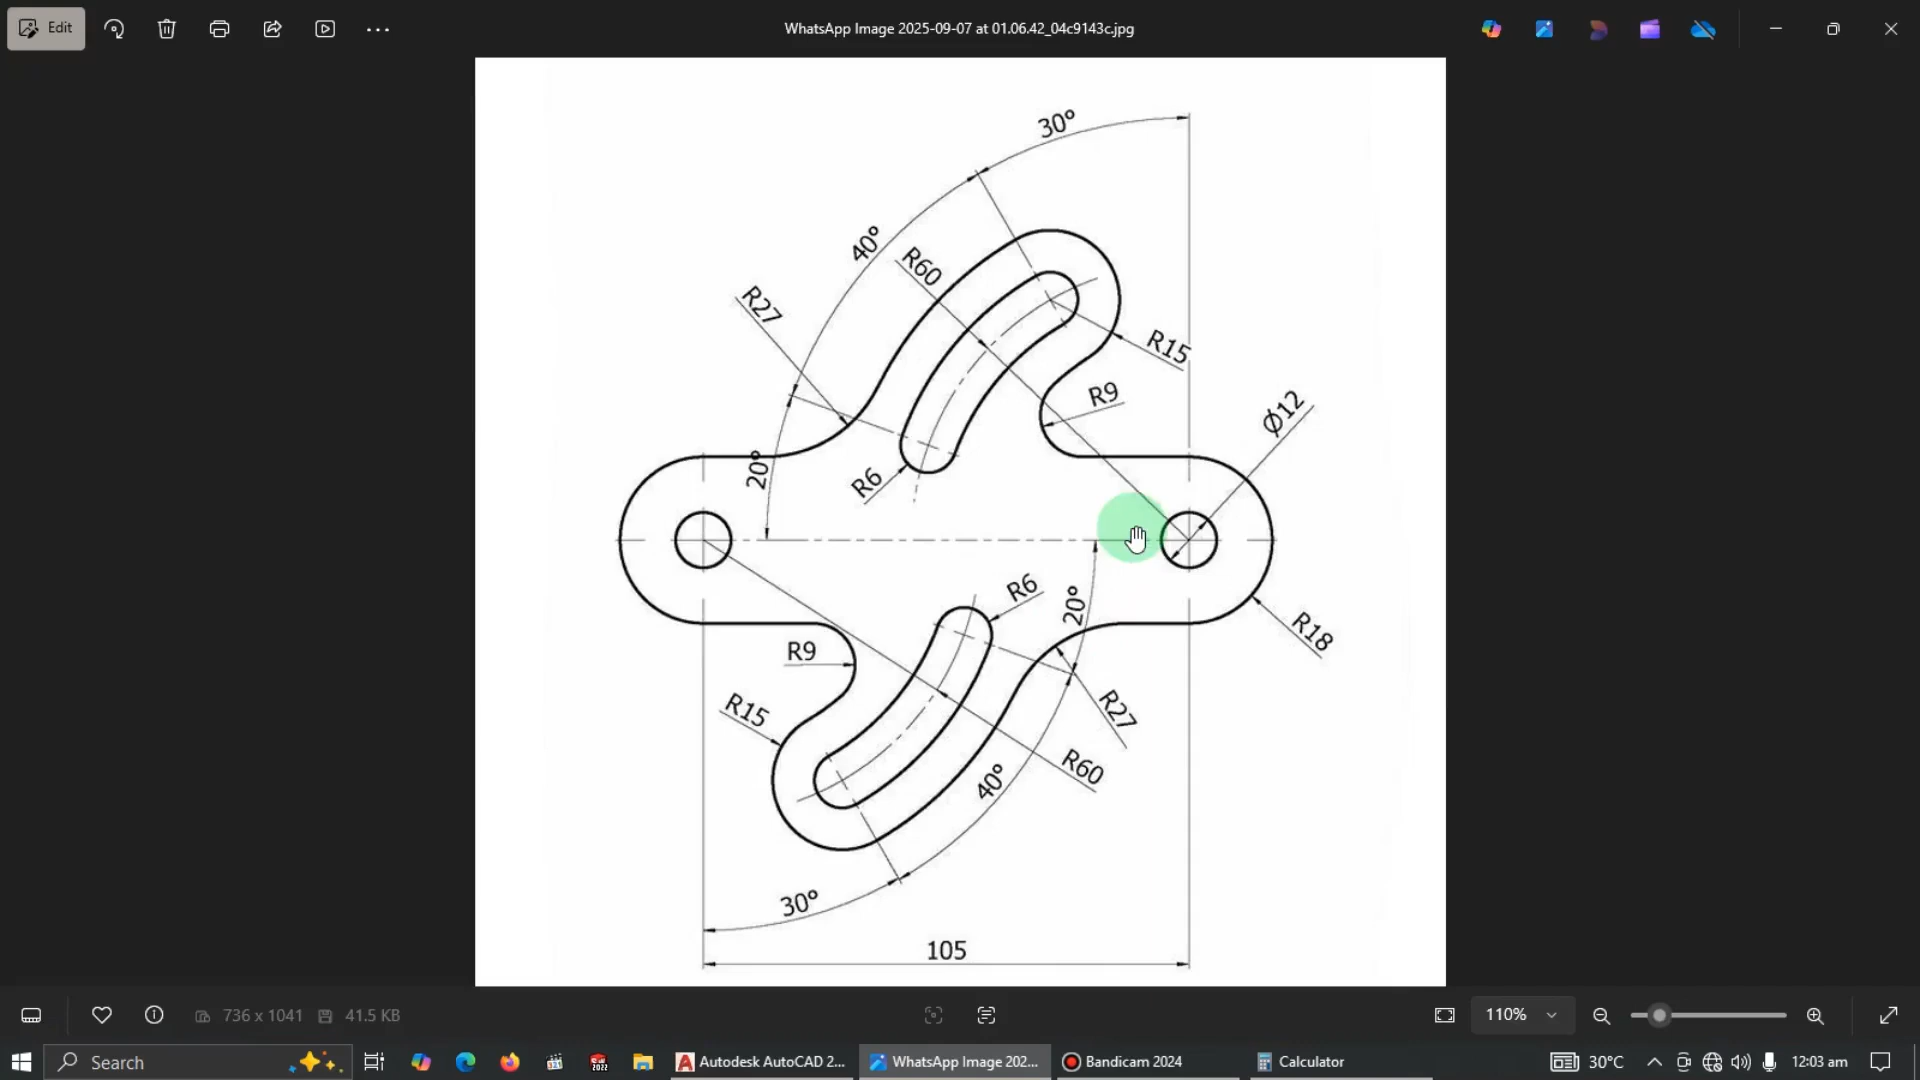 Edit
WhatsApp Image 2025-09-07 at 01.06.42_04c9143c.jpg
30°
40°
R60
R27
R15
R9
Ø12
20°
R6
R6
20°
R18
R9
R15
R27
R60
40°
30°
105
736 x 1041
41.5 KB
110%
Search
Autodesk AutoCAD 2...
WhatsApp Image 202...
Bandicam 2024
Calculator
30°C
12:03 am